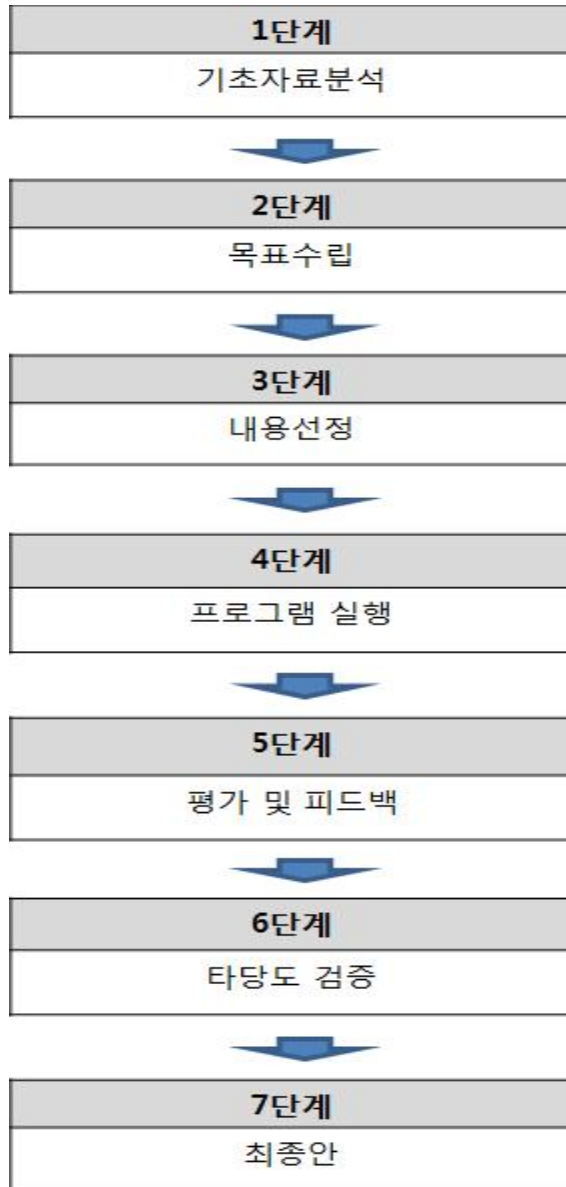 1단계
기초자료분석
2단계
목표수립
3단계
내용선정
4단계
프로그램 실행
5단계
평가 및 피드백
6단계
타당도 검증
7단계
최종안